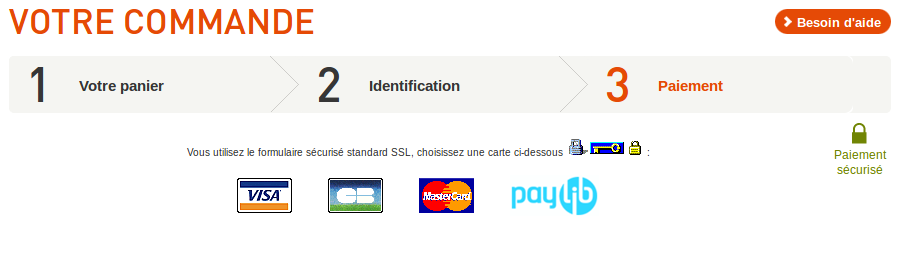 VOTRE COMMANDE
Besoin d'aide
1 Votre panier 2 Identification 3 Paiement
Vous utilisez le formulaire sécurisé standard SSL, choisissez une carte ci-dessous :
Paiement
sécurisé
VISA CB MasterCard paylib